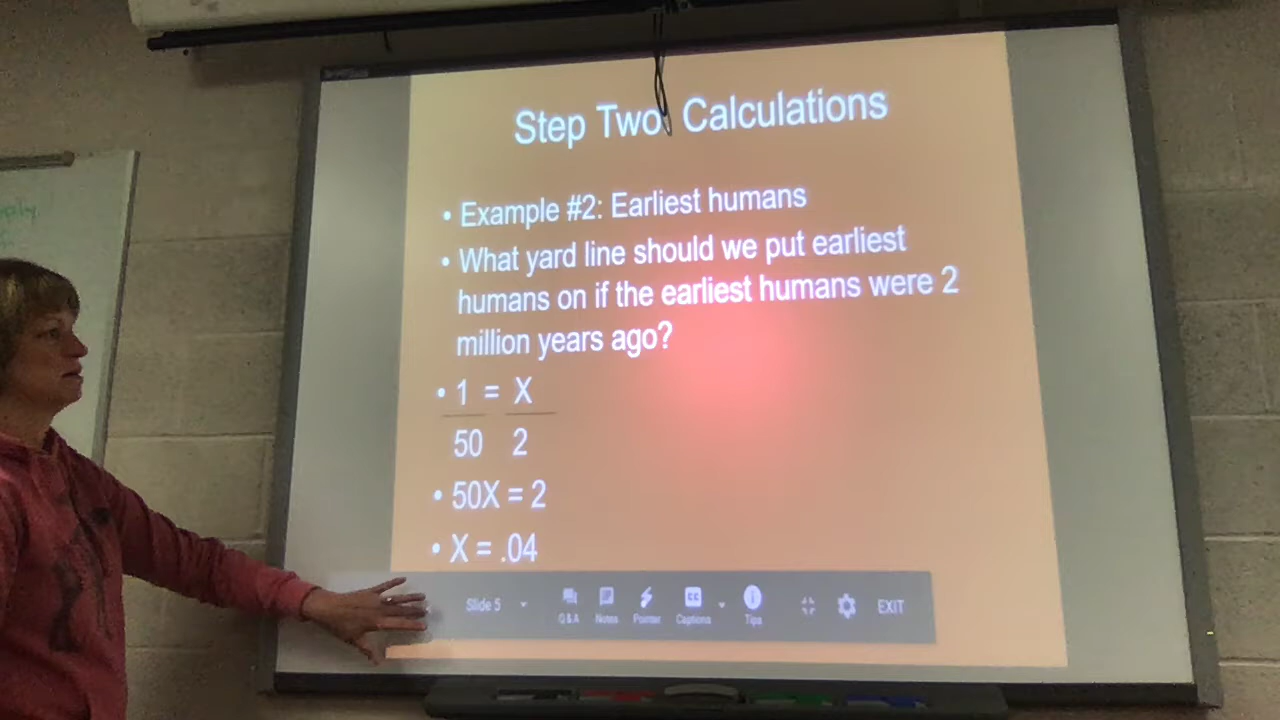 Step Two: Calculations
• Example #2: Earliest humans
• What yard line should we put earliest
humans on if the earliest humans were 2
million years ago?
• 1 = X
50 2
• 50X = 2
• X = .04
Slide 5 Q&A Notes Pointer CC Captions Tips EXIT